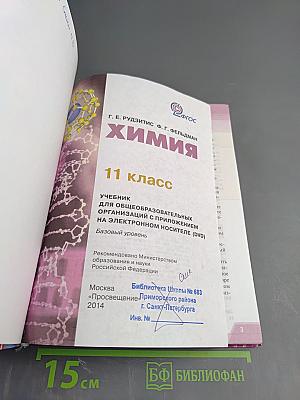 ФГОС
Г. Е. РУДЗИТИС Ф. Г. ФЕЛЬДМАН
ХИМИЯ
11 класс
УЧЕБНИК
ДЛЯ ОБЩЕОБРАЗОВАТЕЛЬНЫХ
ОРГАНИЗАЦИЙ С ПРИЛОЖЕНИЕМ
НА ЭЛЕКТРОННОМ НОСИТЕЛЕ (DVD)
Базовый уровень
Рекомендовано Министерством
образования и науки
Российской Федерации
Москва
«Просвещение»
2014
Библиотека Школы № 683
Приморского района
г. Санкт-Петербурга
Инв. №
3
15 см
БФ БИБЛИОФАН